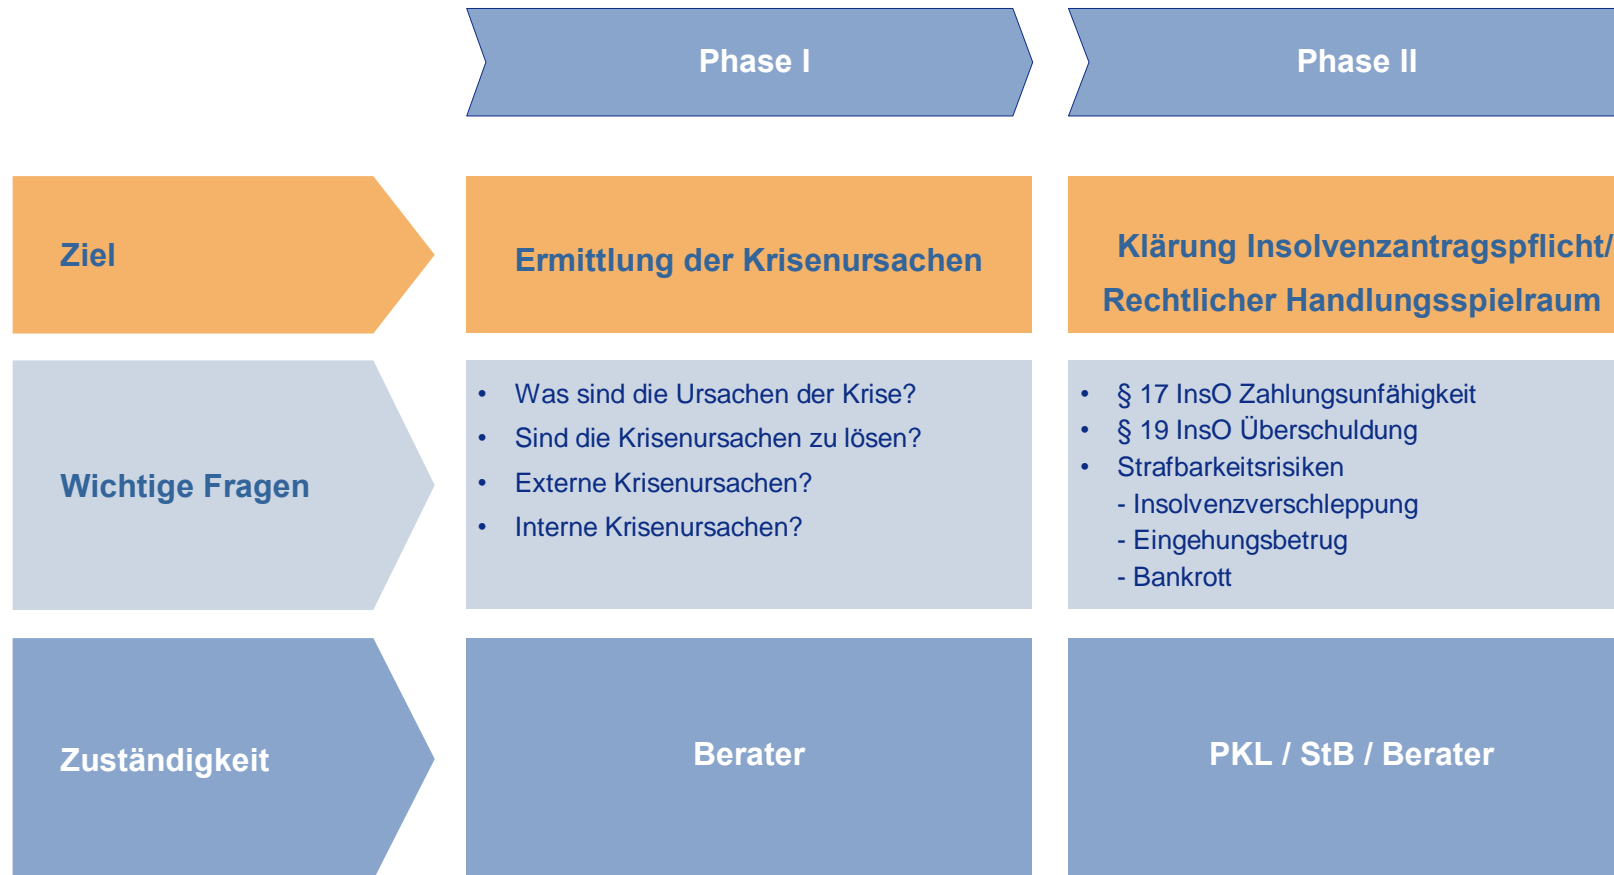 Phase I
Phase II
Ziel
Ermittlung der Krisenursachen
Klärung Insolvenzantragspflicht/
Rechtlicher Handlungsspielraum
Wichtige Fragen
• Was sind die Ursachen der Krise?
• Sind die Krisenursachen zu lösen?
• Externe Krisenursachen?
• Interne Krisenursachen?
• § 17 InsO Zahlungsunfähigkeit
• § 19 InsO Überschuldung
• Strafbarkeitsrisiken
- Insolvenzverschleppung
- Eingehungsbetrug
- Bankrott
Zuständigkeit
Berater
PKL / StB / Berater